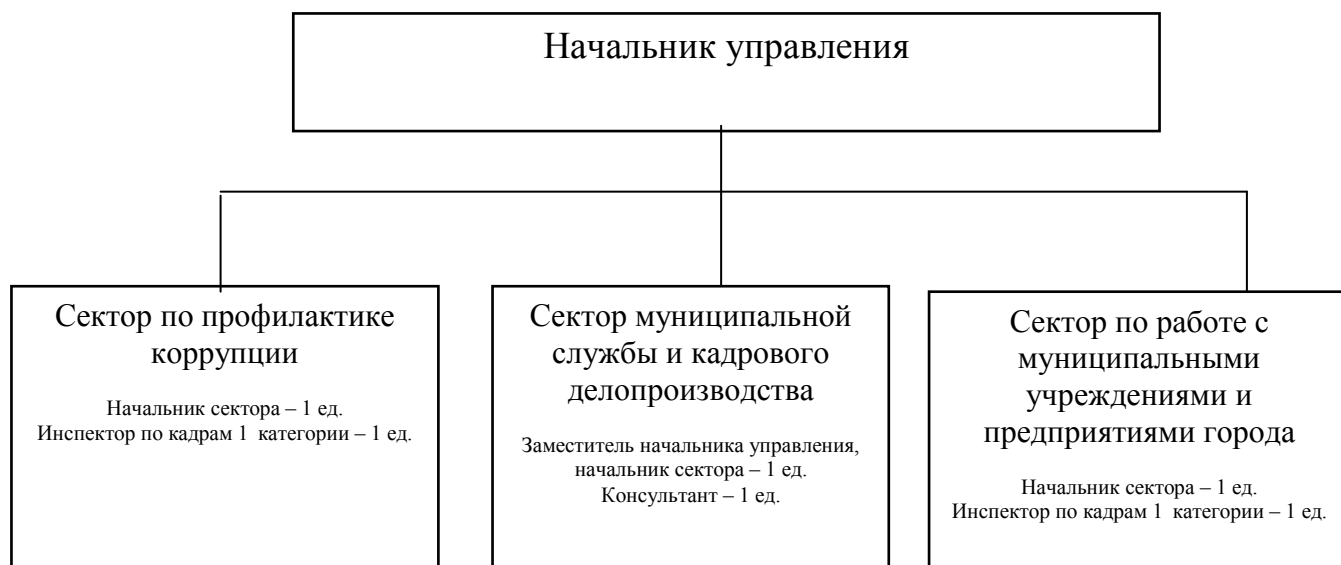 Начальник управления
Сектор по профилактике
коррупции
Начальник сектора – 1 ед.
Инспектор по кадрам 1 категории – 1 ед.
Сектор муниципальной
службы и кадрового
делопроизводства
Заместитель начальника управления,
начальник сектора – 1 ед.
Консультант – 1 ед.
Сектор по работе с
муниципальными
учреждениями и
предприятиями города
Начальник сектора – 1 ед.
Инспектор по кадрам 1 категории – 1 ед.